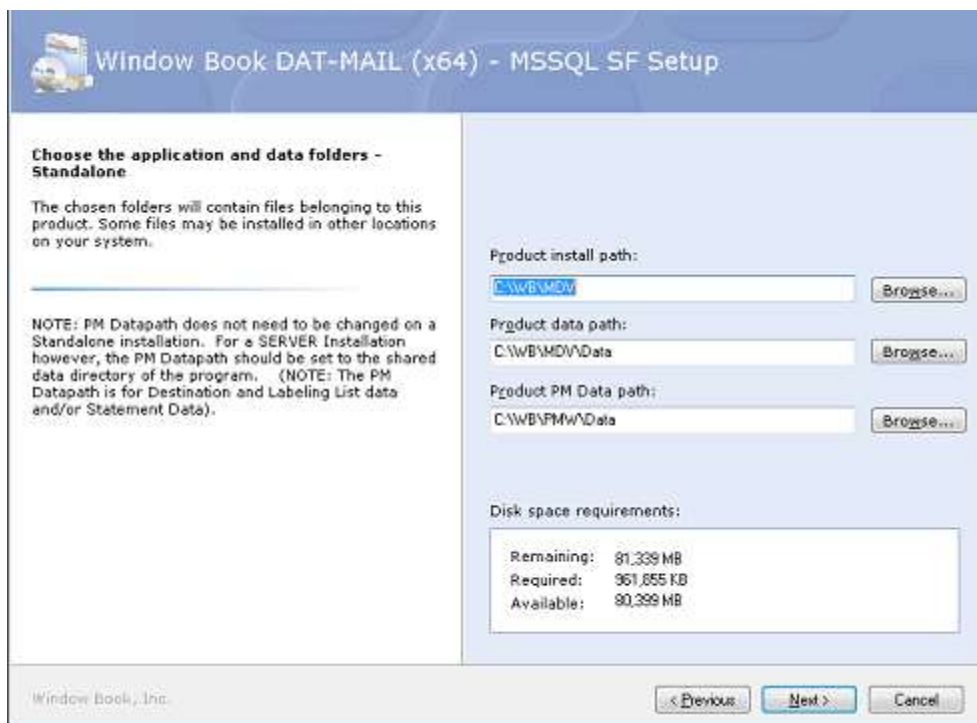 Window Book DAT-MAIL (x64) - MSSQL SF Setup
Choose the application and data folders -
Standalone
The chosen folders will contain files belonging to this
product. Some files may be installed in other locations
on your system.
NOTE: PM Datapath does not need to be changed on a
Standalone installation. For a SERVER Installation
however, the PM Datapath should be set to the shared
data directory of the program. (NOTE: The PM
Datapath is for Destination and Labeling List data
and/or Statement Data).
Product install path:
C:\WB\MDV
Browse...
Product data path:
C:\WB\MDV\Data
Browse...
Product PM Data path:
C:\WB\PMW\Data
Browse...
Disk space requirements:
Remaining: 81,339 MB
Required: 961,855 KB
Available: 80,399 MB
Window Book, Inc.
< Previous
Next >
Cancel